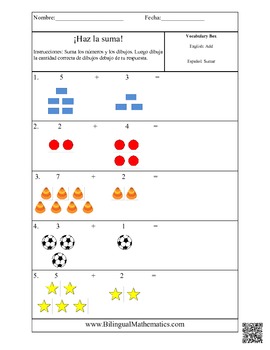 Nombre: Fecha:
¡Haz la suma!
Instrucciones: Suma los números y los dibujos. Luego dibuja
la cantidad correcta de dibujos debajo de tu respuesta.
Vocabulary Box
English: Add
Español: Sumar
1. 5 + 3 =
2. 2 + 4 =
3. 7 + 2 =
4. 3 + 1 =
5. 5 + 2 =
www.BilingualMathematics.com